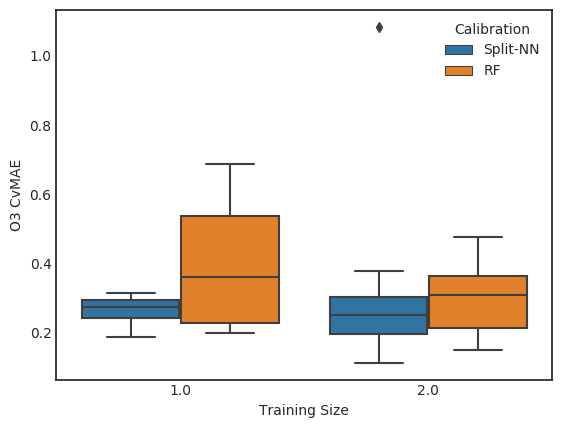 Calibration
Split-NN
RF
O3 CvMAE
1.0
0.8
0.6
0.4
0.2
1.0
2.0
Training Size